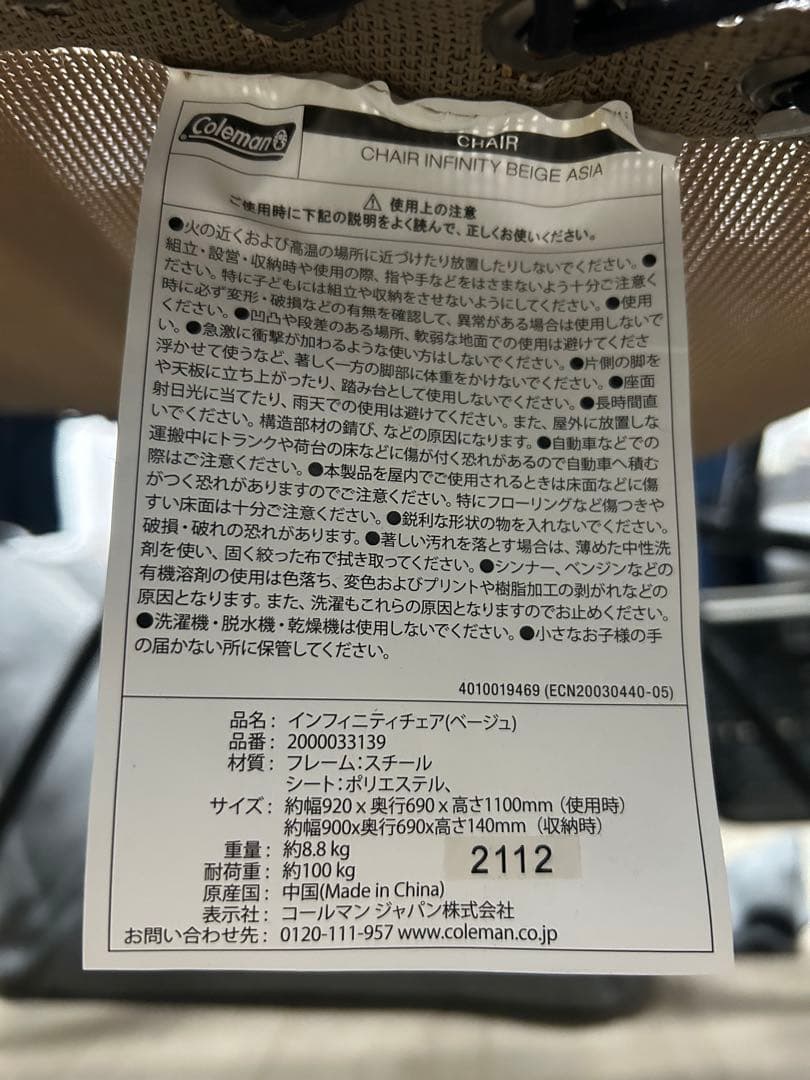 Coleman
CHAIR
CHAIR INFINITY BEIGE ASIA
⚠ 使用上の注意
ご使用時に下記の説明をよく読んで、正しくお使いください。
●火の近くおよび高温の場所に近づけたり放置したりしないでください。●
組立・設営・収納時や使用の際、指や手などをはさまないよう十分ご注意く
ださい。特に子どもには組立や収納をさせないようにしてください。●使用
時に必ず変形・破損などの有無を確認して、異常がある場合は使用しないで
ください。●凹凸や段差のある場所、軟弱な地面での使用は避けてくださ
い。●急激に衝撃が加わるような使い方はしないでください。●片側の脚を
浮かせて使うなど、著しく一方の脚部に体重をかけないでください。●座面
や天板に立ち上がったり、踏み台として使用しないでください。●長時間直
射日光に当てたり、雨天での使用は避けてください。また、屋外に放置しな
いでください。構造部材の錆び、などの原因になります。●自動車などでの
運搬中にトランクや荷台の床などに傷が付く恐れがあるので自動車へ積む
際はご注意ください。●本製品を屋内でご使用されるときは床面などに傷
がつく恐れがありますのでご注意ください。特にフローリングなど傷つきや
すい床面は十分ご注意ください。●鋭利な形状の物を入れないでください。
破損・破れの恐れがあります。●著しい汚れを落とす場合は、薄めた中性洗
剤を使い、固く絞った布で拭き取ってください。●シンナー、ベンジンなどの
有機溶剤の使用は色落ち、変色およびプリントや樹脂加工の剥がれなどの
原因となります。また、洗濯もこれらの原因となりますのでお止めください。
●洗濯機・脱水機・乾燥機は使用しないでください。●小さなお子様の手
の届かない所に保管してください。
4010019469 (ECN20030440-05)
品名： インフィニティチェア(ベージュ)
品番： 2000033139
材質： フレーム：スチール
シート：ポリエステル、
サイズ： 約幅920 x 奥行690 x 高さ1100mm（使用時）
約幅900x奥行690x高さ140mm（収納時）
重量： 約8.8 kg
2112
耐荷重： 約100 kg
原産国： 中国(Made in China)
表示社： コールマン ジャパン株式会社
お問い合わせ先： 0120-111-957 www.coleman.co.jp